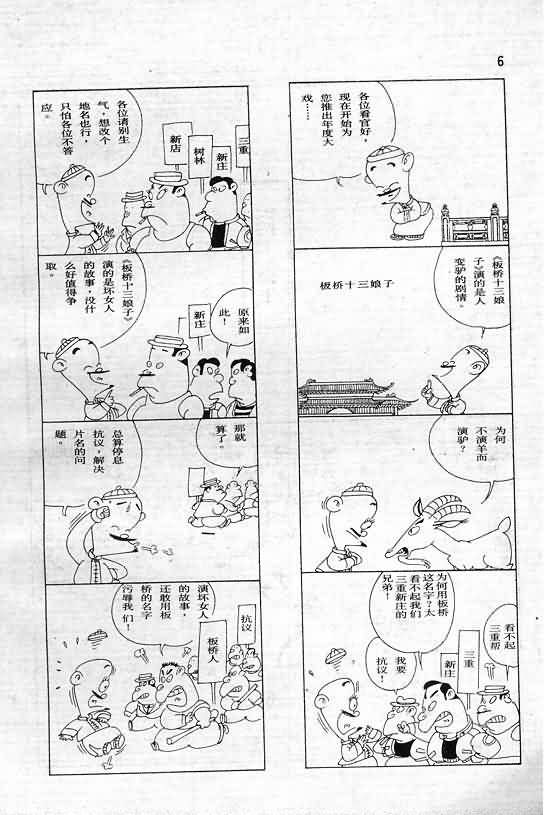 6
各位看官好，
现在开始为
您推出年度大
戏……
《板桥十三娘
子》演的是人
变驴的剧情。
板桥十三娘子
为何
不演羊而
演驴？
看不起
三重帮
三重
新庄
为何用板桥
这名字？太
看不起我们
三重新庄的
兄弟！
我要
抗议！
三重
新庄
树林
新店
各位请别生
气，想改个
地名也行，
只怕各位不答
应。
原来如
此！
新庄
《板桥十三娘子》
演的是坏女人
的故事，没什
么好值得争
取。
那就
算了。
总算停息
抗议，解决
片名的问
题。
抗议
板桥人
演坏女人
的故事，
还敢用板
桥的名字
污辱我们！